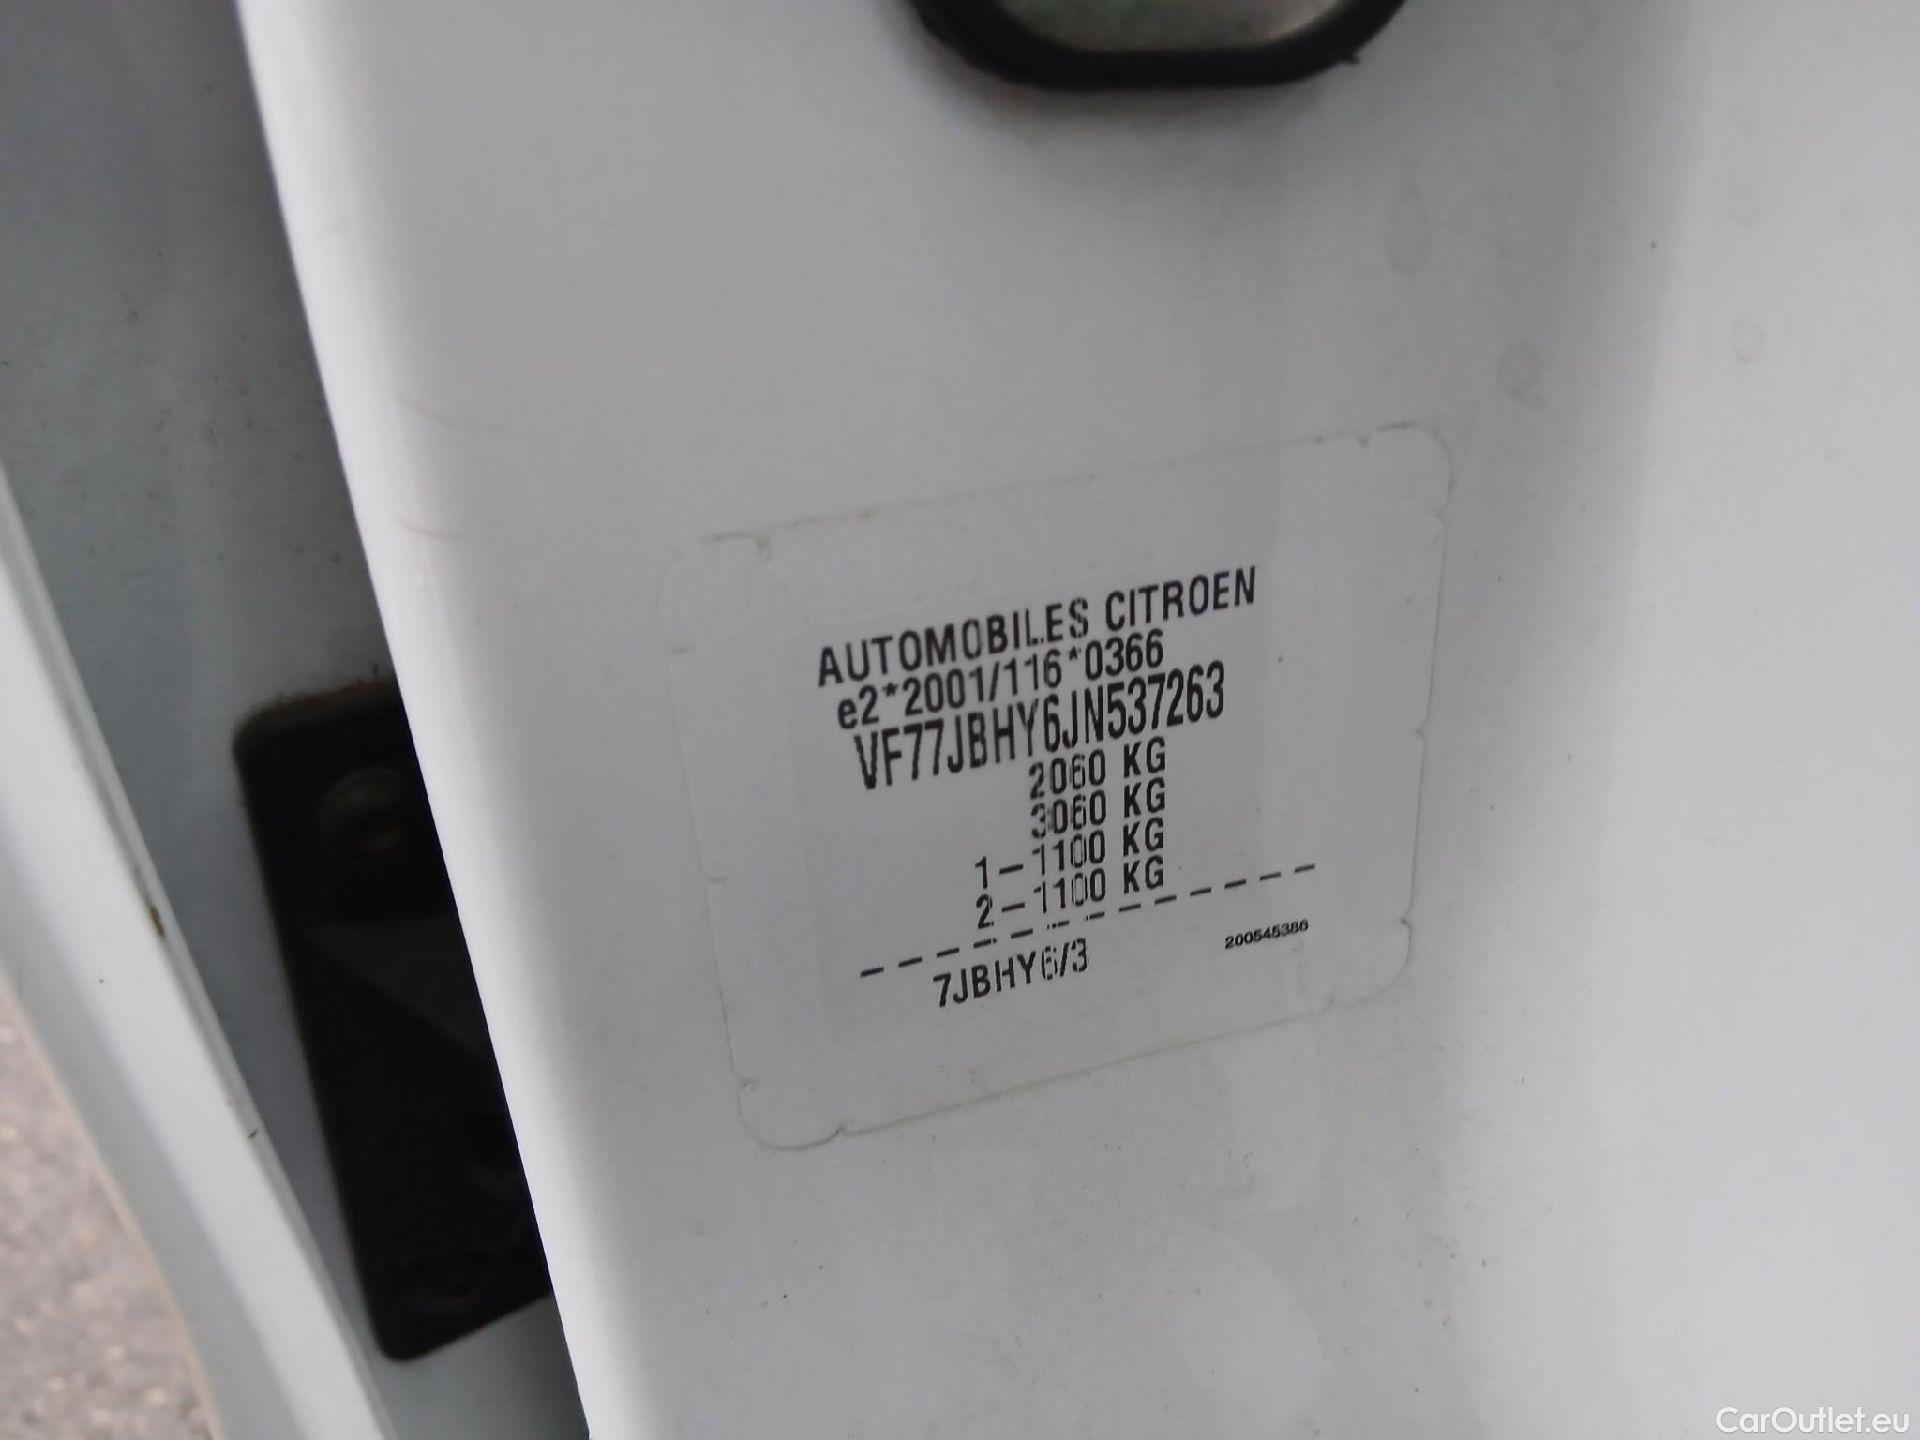 AUTOMOBILES CITROEN
e2*2001/116*0366
VF77JBHY6JN537263
2060 KG
3060 KG
1-1100 KG
2-1100 KG
7JBHY6/3
200545386
CarOutlet.eu